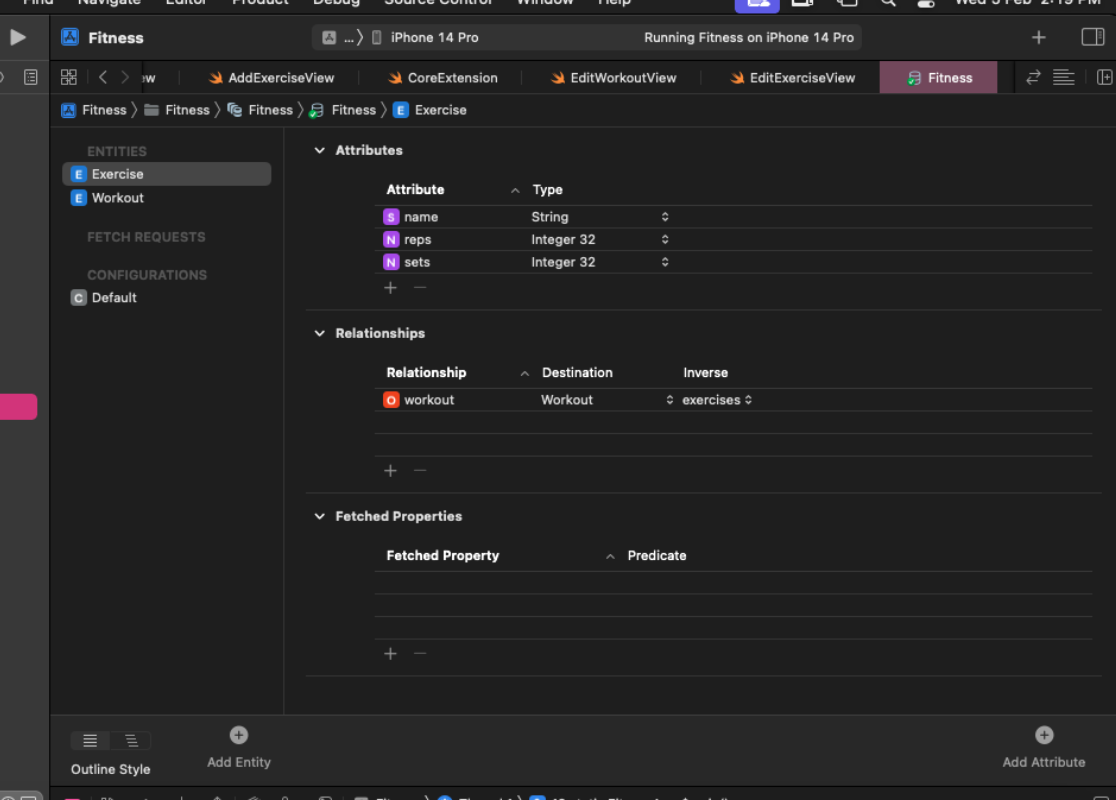 Find Navigate Editor Product Debug Source Control Window Help Wed 5 Feb 2:19 PM
Fitness ... iPhone 14 Pro Running Fitness on iPhone 14 Pro
ew AddExerciseView CoreExtension EditWorkoutView EditExerciseView Fitness
Fitness Fitness Fitness Fitness E Exercise
ENTITIES
E Exercise
E Workout
FETCH REQUESTS
CONFIGURATIONS
C Default
Attributes
Attribute Type
S name String
N reps Integer 32
N sets Integer 32
Relationships
Relationship Destination Inverse
O workout Workout exercises
Fetched Properties
Fetched Property Predicate
Outline Style
Add Entity
Add Attribute